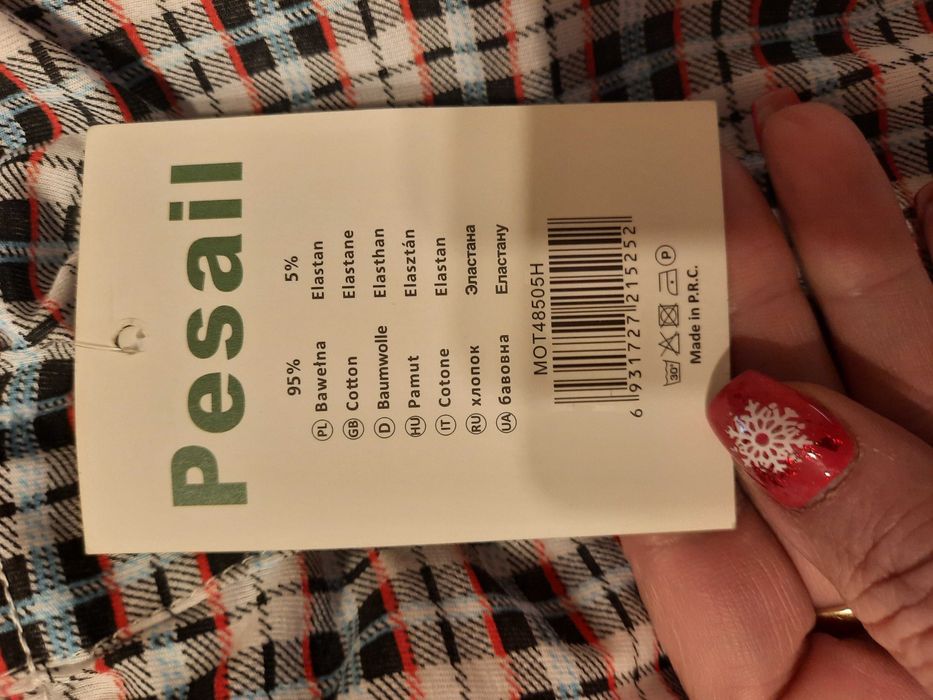 Pesail
95% 5%
PL Bawełna Elastan
GB Cotton Elastane
D Baumwolle Elasthan
HU Pamut Elasztán
IT Cotone Elastan
RU хлопок Эластана
UA бавовна Еластану
MOT48505H
6 931727 215252
30° P
Made in P.R.C.